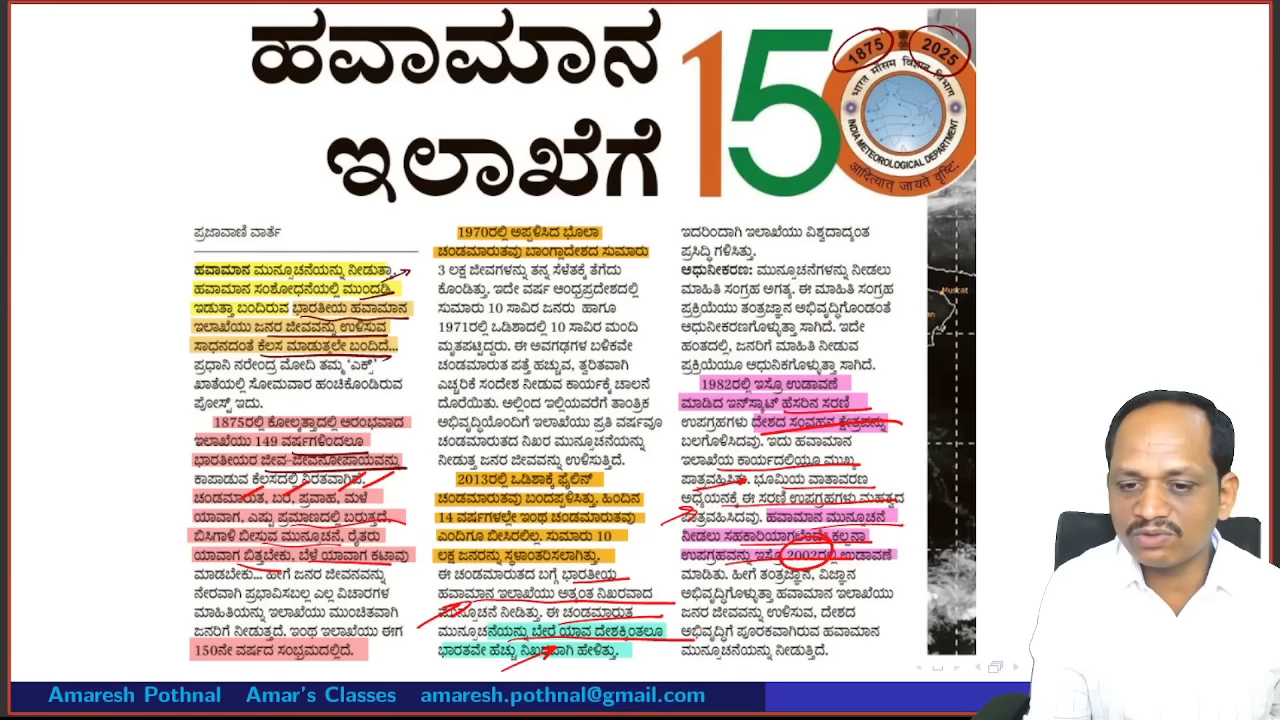 ಹವಾಮಾನ
ಇಲಾಖೆಗೆ
150
1875 2025
भारत मौसम विज्ञान विभाग
INDIA METEOROLOGICAL DEPARTMENT
आदित्यात् जायते वृष्टि:
ಪ್ರಜಾವಾಣಿ ವಾರ್ತೆ
ಹವಾಮಾನ ಮುನ್ಸೂಚನೆಯನ್ನು ನೀಡುತ್ತಾ,
ಹವಾಮಾನ ಸಂಶೋಧನೆಯಲ್ಲಿ ಮುಂದಡಿ
ಇಡುತ್ತಾ ಬಂದಿರುವ ಭಾರತೀಯ ಹವಾಮಾನ
ಇಲಾಖೆಯು ಜನರ ಜೀವವನ್ನು ಉಳಿಸುವ
ಸಾಧನದಂತೆ ಕೆಲಸ ಮಾಡುತ್ತಲೇ ಬಂದಿದೆ...
ಪ್ರಧಾನಿ ನರೇಂದ್ರ ಮೋದಿ ತಮ್ಮ ‘ಎಕ್ಸ್’
ಖಾತೆಯಲ್ಲಿ ಸೋಮವಾರ ಹಂಚಿಕೊಂಡಿರುವ
ಪೋಸ್ಟ್ ಇದು.
1875ರಲ್ಲಿ ಕೋಲ್ಕತ್ತಾದಲ್ಲಿ ಆರಂಭವಾದ
ಇಲಾಖೆಯು 149 ವರ್ಷಗಳಿಂದಲೂ
ಭಾರತೀಯರ ಜೀವ–ಜೀವನೋಪಾಯವನ್ನು
ಕಾಪಾಡುವ ಕೆಲಸದಲ್ಲಿ ನಿರತವಾಗಿದೆ.
ಚಂಡಮಾರುತ, ಬರ, ಪ್ರವಾಹ, ಮಳೆ
ಯಾವಾಗ, ಎಷ್ಟು ಪ್ರಮಾಣದಲ್ಲಿ ಬರುತ್ತದೆ,
ಬಿಸಿಗಾಳಿ ಬೀಸುವ ಮುನ್ಸೂಚನೆ, ರೈತರು
ಯಾವಾಗ ಬಿತ್ತಬೇಕು, ಬೆಳೆ ಯಾವಾಗ ಕಟಾವು
ಮಾಡಬೇಕು... ಹೀಗೆ ಜನರ ಜೀವನವನ್ನು
ನೇರವಾಗಿ ಪ್ರಭಾವಿಸಬಲ್ಲ ಎಲ್ಲ ವಿಚಾರಗಳ
ಮಾಹಿತಿಯನ್ನು ಇಲಾಖೆಯು ಮುಂಚಿತವಾಗಿ
ಜನರಿಗೆ ನೀಡುತ್ತದೆ. ಇಂಥ ಇಲಾಖೆಯು ಈಗ
150ನೇ ವರ್ಷದ ಸಂಭ್ರಮದಲ್ಲಿದೆ.
1970ರಲ್ಲಿ ಅಪ್ಪಳಿಸಿದ ಭೋಲಾ
ಚಂಡಮಾರುತವು ಬಾಂಗ್ಲಾದೇಶದ ಸುಮಾರು
3 ಲಕ್ಷ ಜೀವಗಳನ್ನು ತನ್ನ ಸೆಳೆತಕ್ಕೆ ತೆಗೆದು
ಕೊಂಡಿತ್ತು. ಇದೇ ವರ್ಷ ಆಂಧ್ರಪ್ರದೇಶದಲ್ಲಿ
ಸುಮಾರು 10 ಸಾವಿರ ಜನರು ಹಾಗೂ
1971ರಲ್ಲಿ ಒಡಿಶಾದಲ್ಲಿ 10 ಸಾವಿರ ಮಂದಿ
ಮೃತಪಟ್ಟಿದ್ದರು. ಈ ಅವಗಢಗಳ ಬಳಿಕವೇ
ಚಂಡಮಾರುತ ಪತ್ತೆ ಹಚ್ಚುವ, ತ್ವರಿತವಾಗಿ
ಎಚ್ಚರಿಕೆ ಸಂದೇಶ ನೀಡುವ ಕಾರ್ಯಕ್ಕೆ ಚಾಲನೆ
ದೊರೆಯಿತು. ಅಲ್ಲಿಂದ ಇಲ್ಲಿಯವರೆಗೆ ತಾಂತ್ರಿಕ
ಅಭಿವೃದ್ಧಿಯೊಂದಿಗೆ ಇಲಾಖೆಯು ಪ್ರತಿ ವರ್ಷವೂ
ಚಂಡಮಾರುತದ ನಿಖರ ಮುನ್ಸೂಚನೆಯನ್ನು
ನೀಡುತ್ತ ಜನರ ಜೀವವನ್ನು ಉಳಿಸುತ್ತಿದೆ.
2013ರಲ್ಲಿ ಒಡಿಶಾಕ್ಕೆ ಫೈಲಿನ್
ಚಂಡಮಾರುತವು ಬಂದಪ್ಪಳಿಸಿತ್ತು. ಹಿಂದಿನ
14 ವರ್ಷಗಳಲ್ಲೇ ಇಂಥ ಚಂಡಮಾರುತವು
ಎಂದಿಗೂ ಬೀಸಿರಲಿಲ್ಲ. ಸುಮಾರು 10
ಲಕ್ಷ ಜನರನ್ನು ಸ್ಥಳಾಂತರಿಸಲಾಗಿತ್ತು.
ಈ ಚಂಡಮಾರುತದ ಬಗ್ಗೆ ಭಾರತೀಯ
ಹವಾಮಾನ ಇಲಾಖೆಯು ಅತ್ಯಂತ ನಿಖರವಾದ
ಮುನ್ಸೂಚನೆ ನೀಡಿತ್ತು. ಈ ಚಂಡಮಾರುತ
ಮುನ್ಸೂಚನೆಯನ್ನು ಬೇರೆ ಯಾವ ದೇಶಕ್ಕಿಂತಲೂ
ಭಾರತವೇ ಹೆಚ್ಚು ನಿಖರವಾಗಿ ಹೇಳಿತ್ತು.
ಇದರಿಂದಾಗಿ ಇಲಾಖೆಯು ವಿಶ್ವದಾದ್ಯಂತ
ಪ್ರಸಿದ್ಧಿ ಗಳಿಸಿತ್ತು.
ಆಧುನೀಕರಣ: ಮುನ್ಸೂಚನೆಗಳನ್ನು ನೀಡಲು
ಮಾಹಿತಿ ಸಂಗ್ರಹ ಅಗತ್ಯ. ಈ ಮಾಹಿತಿ ಸಂಗ್ರಹ
ಪ್ರಕ್ರಿಯೆಯು ತಂತ್ರಜ್ಞಾನ ಅಭಿವೃದ್ಧಿಗೊಂಡಂತೆ
ಆಧುನೀಕರಣಗೊಳ್ಳುತ್ತಾ ಸಾಗಿದೆ. ಇದೇ
ಹಂತದಲ್ಲಿ, ಜನರಿಗೆ ಮಾಹಿತಿ ನೀಡುವ
ಪ್ರಕ್ರಿಯೆಯೂ ಆಧುನಿಕಗೊಳ್ಳುತ್ತಾ ಸಾಗಿದೆ.
1982ರಲ್ಲಿ ಇಸ್ರೊ ಉಡಾವಣೆ
ಮಾಡಿದ ಇನ್‌ಸ್ಯಾಟ್ ಹೆಸರಿನ ಸರಣಿ
ಉಪಗ್ರಹಗಳು ದೇಶದ ಸಂವಹನ ಕ್ಷೇತ್ರವನ್ನು
ಬಲಗೊಳಿಸಿದವು. ಇದು ಹವಾಮಾನ
ಇಲಾಖೆಯ ಕಾರ್ಯದಲ್ಲಿಯೂ ಮುಖ್ಯ
ಪಾತ್ರವಹಿಸಿತು. ಭೂಮಿಯ ವಾತಾವರಣ
ಅಧ್ಯಯನಕ್ಕೆ ಈ ಸರಣಿ ಉಪಗ್ರಹಗಳು ಮಹತ್ವದ
ಪಾತ್ರವಹಿಸಿದವು. ಹವಾಮಾನ ಮುನ್ಸೂಚನೆ
ನೀಡಲು ಸಹಕಾರಿಯಾಗಲೆಂದೇ ಕಲ್ಪನಾ
ಉಪಗ್ರಹವನ್ನು ಇಸ್ರೊ 2002ರಲ್ಲಿ ಉಡಾವಣೆ
ಮಾಡಿತು. ಹೀಗೆ ತಂತ್ರಜ್ಞಾನ, ವಿಜ್ಞಾನ
ಅಭಿವೃದ್ಧಿಗೊಳ್ಳುತ್ತಾ ಹವಾಮಾನ ಇಲಾಖೆಯು
ಜನರ ಜೀವವನ್ನು ಉಳಿಸುವ, ದೇಶದ
ಅಭಿವೃದ್ಧಿಗೆ ಪೂರಕವಾಗಿರುವ ಹವಾಮಾನ
ಮುನ್ಸೂಚನೆಯನ್ನು ನೀಡುತ್ತಿದೆ.
Muscat
Amaresh Pothnal Amar's Classes amaresh.pothnal@gmail.com